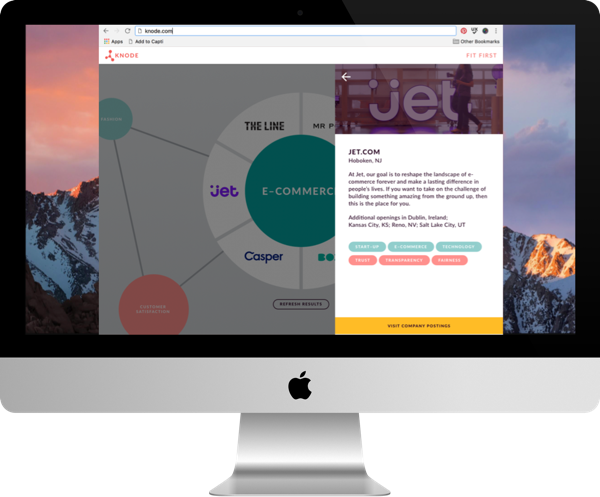 knode.com
Apps
Add to Capti
Other Bookmarks
KNODE
FIT FIRST
FASHION
THE LINE
MR P
jet
E-COMMERC
Casper
BO
CUSTOMER
SATISFACTION
REFRESH RESULTS
jet
JET.COM
Hoboken, NJ
At Jet, our goal is to reshape the landscape of e-
commerce forever and make a lasting difference in
people's lives. If you want to take on the challenge of
building something amazing from the ground up, then
this is the place for you.
Additional openings in Dublin, Ireland;
Kansas City, KS; Reno, NV; Salt Lake City, UT
START-UP
E-COMMERCE
TECHNOLOGY
TRUST
TRANSPARENCY
FAIRNESS
VISIT COMPANY POSTINGS